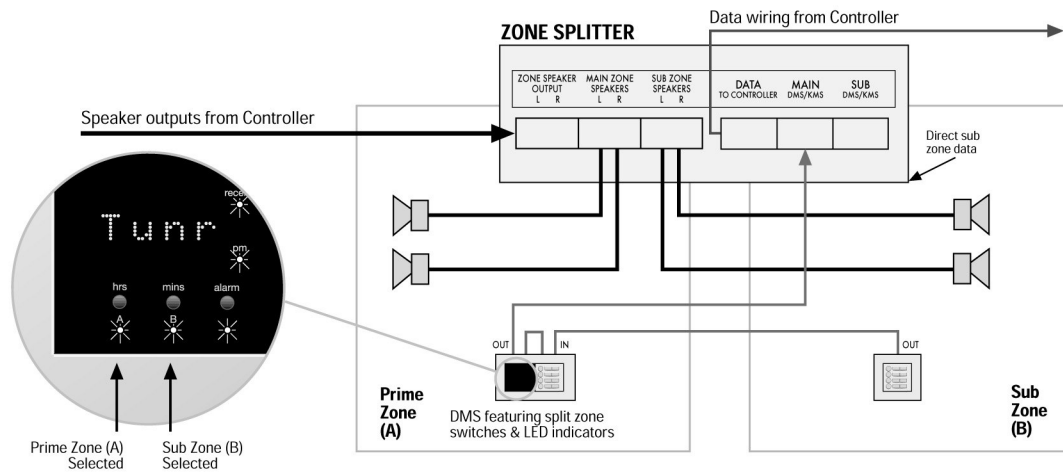 Data wiring from Controller
ZONE SPLITTER
ZONE SPEAKER OUTPUT
L R
MAIN ZONE SPEAKERS
L R
SUB ZONE SPEAKERS
L R
DATA
TO CONTROLLER
MAIN
DMS/KMS
SUB
DMS/KMS
Speaker outputs from Controller
Direct sub
zone data
Tunr
pm
hrs
mins
alarm
A
B
OUT
IN
OUT
Prime
Zone
(A)
DMS featuring split zone
switches & LED indicators
Sub
Zone
(B)
Prime Zone (A)
Selected
Sub Zone (B)
Selected